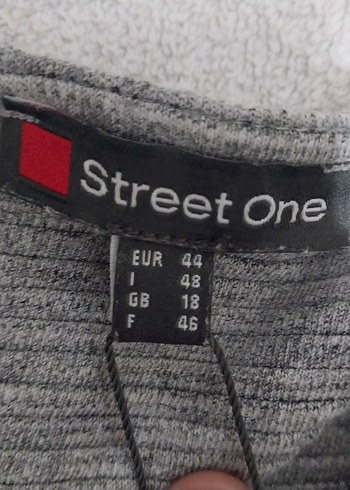 Street One
EUR 44
I 48
GB 18
F 46